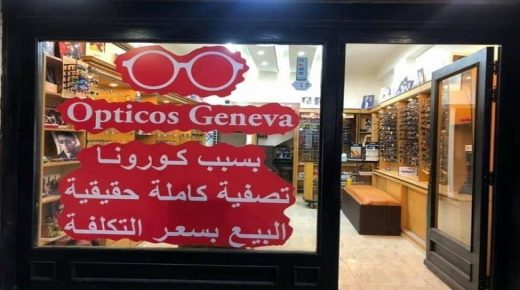 Opticos Geneva
بسبب كورونا
تصفية كاملة حقيقية
البيع بسعر التكلفة